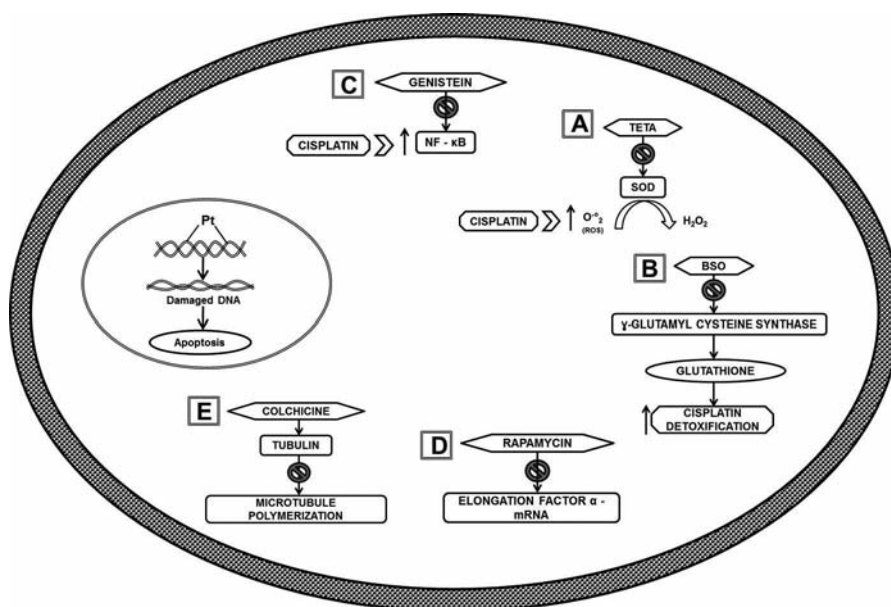 C
GENISTEIN
CISPLATIN
NF - κB
A
TETA
SOD
CISPLATIN
O⁻°₂
(ROS)
H₂O₂
Pt
Damaged DNA
Apoptosis
B
BSO
ɣ-GLUTAMYL CYSTEINE SYNTHASE
GLUTATHIONE
CISPLATIN
DETOXIFICATION
E
COLCHICINE
TUBULIN
MICROTUBULE
POLYMERIZATION
D
RAPAMYCIN
ELONGATION FACTOR α -
mRNA